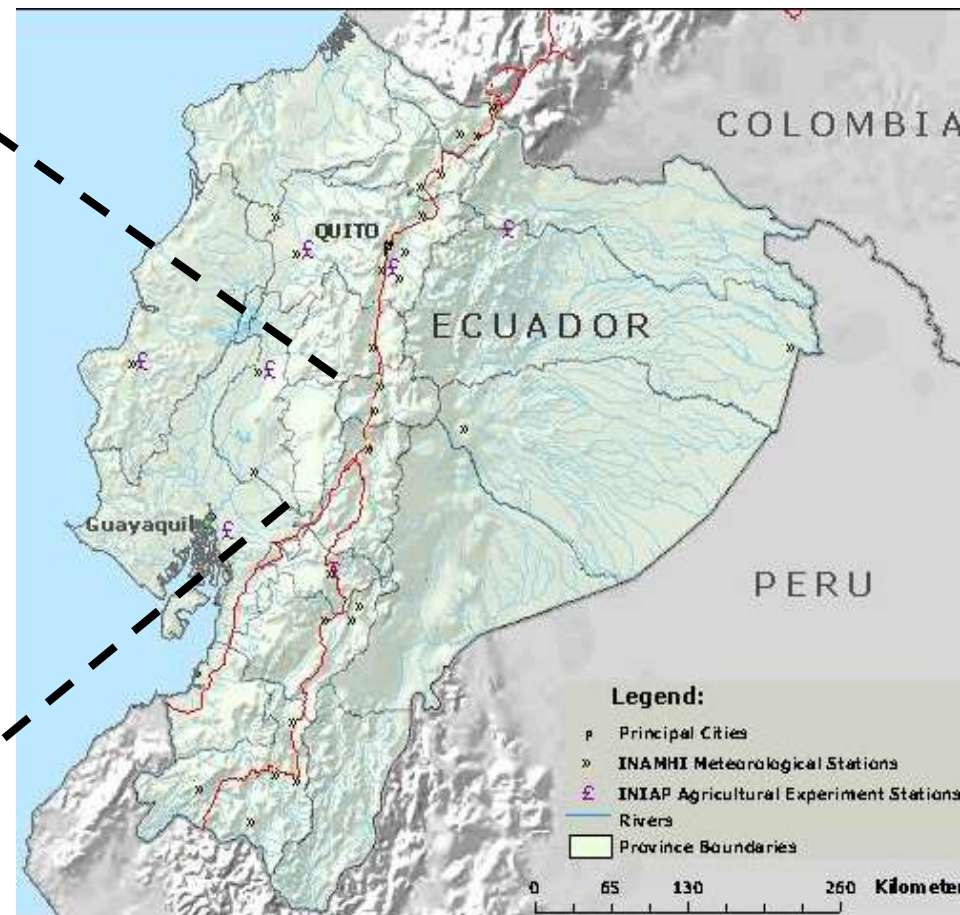 COLOMBIA
QUITO
ECUADOR
Guayaquil
PERU
Legend:
Principal Cities
» INAMHI Meteorological Stations
£ INIAP Agricultural Experiment Stations
Rivers
Province Boundaries
0 65 130 260 Kilometer